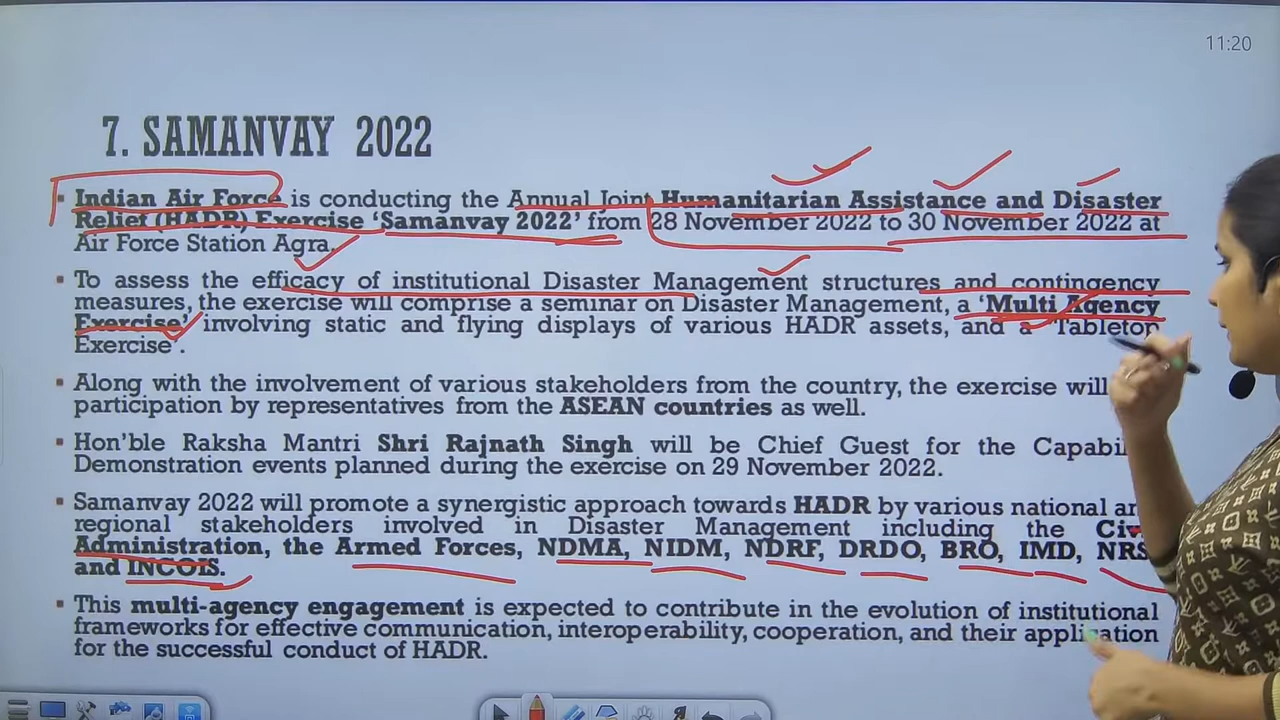 11:20
7. SAMANVAY 2022
Indian Air Force is conducting the Annual Joint Humanitarian Assistance and Disaster
Relief (HADR) Exercise ‘Samanvay 2022’ from 28 November 2022 to 30 November 2022 at
Air Force Station Agra.
To assess the efficacy of institutional Disaster Management structures and contingency
measures, the exercise will comprise a seminar on Disaster Management, a ‘Multi Agency
Exercise’ involving static and flying displays of various HADR assets, and a ‘Tabletop
Exercise’.
Along with the involvement of various stakeholders from the country, the exercise will
participation by representatives from the ASEAN countries as well.
Hon’ble Raksha Mantri Shri Rajnath Singh will be Chief Guest for the
Demonstration events planned during the exercise on 29 November 2022.
Samanvay 2022 will promote a synergistic approach towards HADR by various national
regional stakeholders involved in Disaster Management including the
Administration, the Armed Forces, NDMA, NIDM, NDRF, DRDO, BRO, IMD,
and INCOIS.
This multi-agency engagement is expected to contribute in the evolution of institutional
frameworks for effective communication, interoperability, cooperation, and their application
for the successful conduct of HADR.